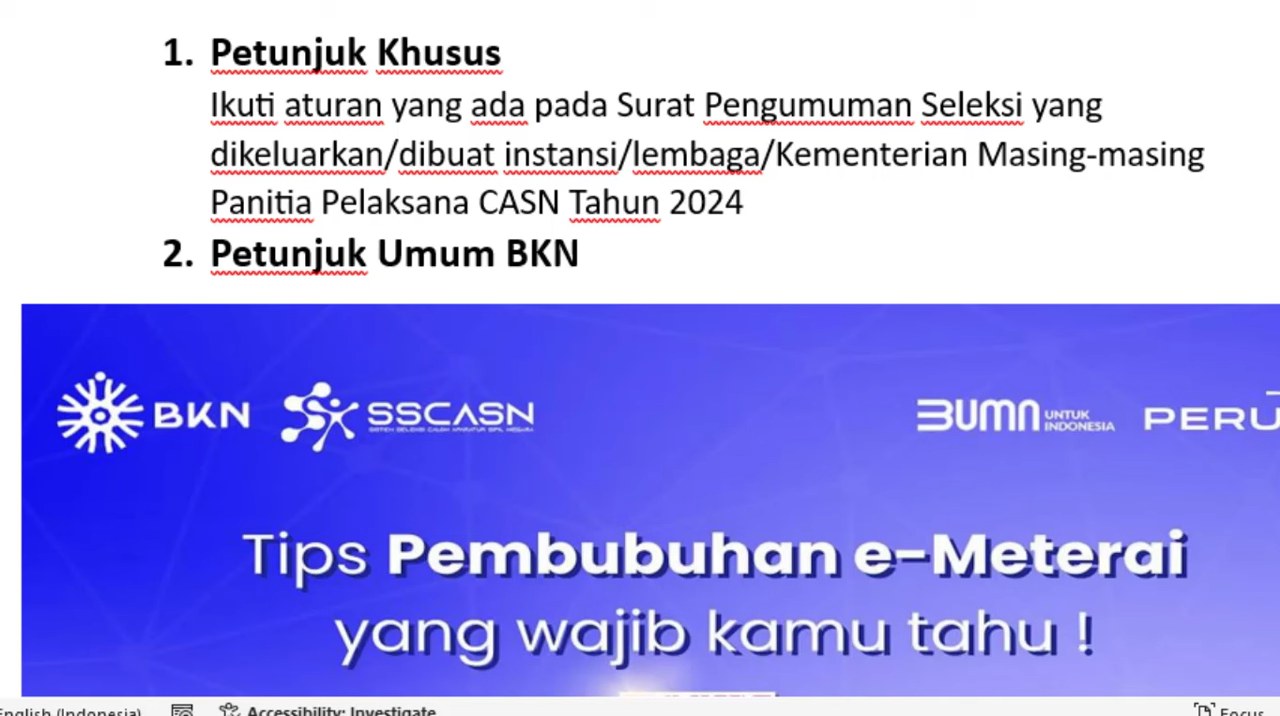 1. Petunjuk Khusus
Ikuti aturan yang ada pada Surat Pengumuman Seleksi yang
dikeluarkan/dibuat instansi/lembaga/Kementerian Masing-masing
Panitia Pelaksana CASN Tahun 2024
2. Petunjuk Umum BKN
BKN SSCASN BUMN UNTUK INDONESIA PERU
SISTEM SELEKSI CALON APARATUR SIPIL NEGARA
Tips Pembubuhan e-Meterai
yang wajib kamu tahu !
English (Indonesia) Accessibility: Investigate Focus